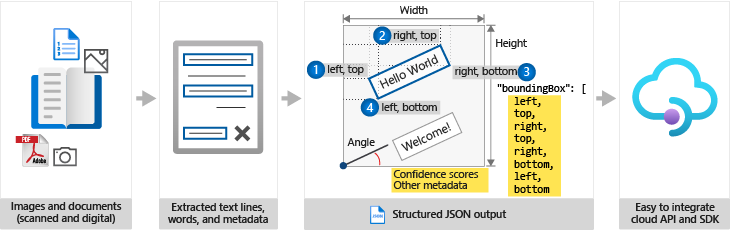 PDF
Adobe
Images and documents
(scanned and digital)
Extracted text lines,
words, and metadata
Width
2 right, top
Height
1 left, top
Hello World
right, bottom 3
4 left, bottom
"boundingBox": [
left,
top,
right,
top,
right,
bottom,
left,
bottom
Angle
Welcome!
Confidence scores
Other metadata
JSON
Structured JSON output
Easy to integrate
cloud API and SDK